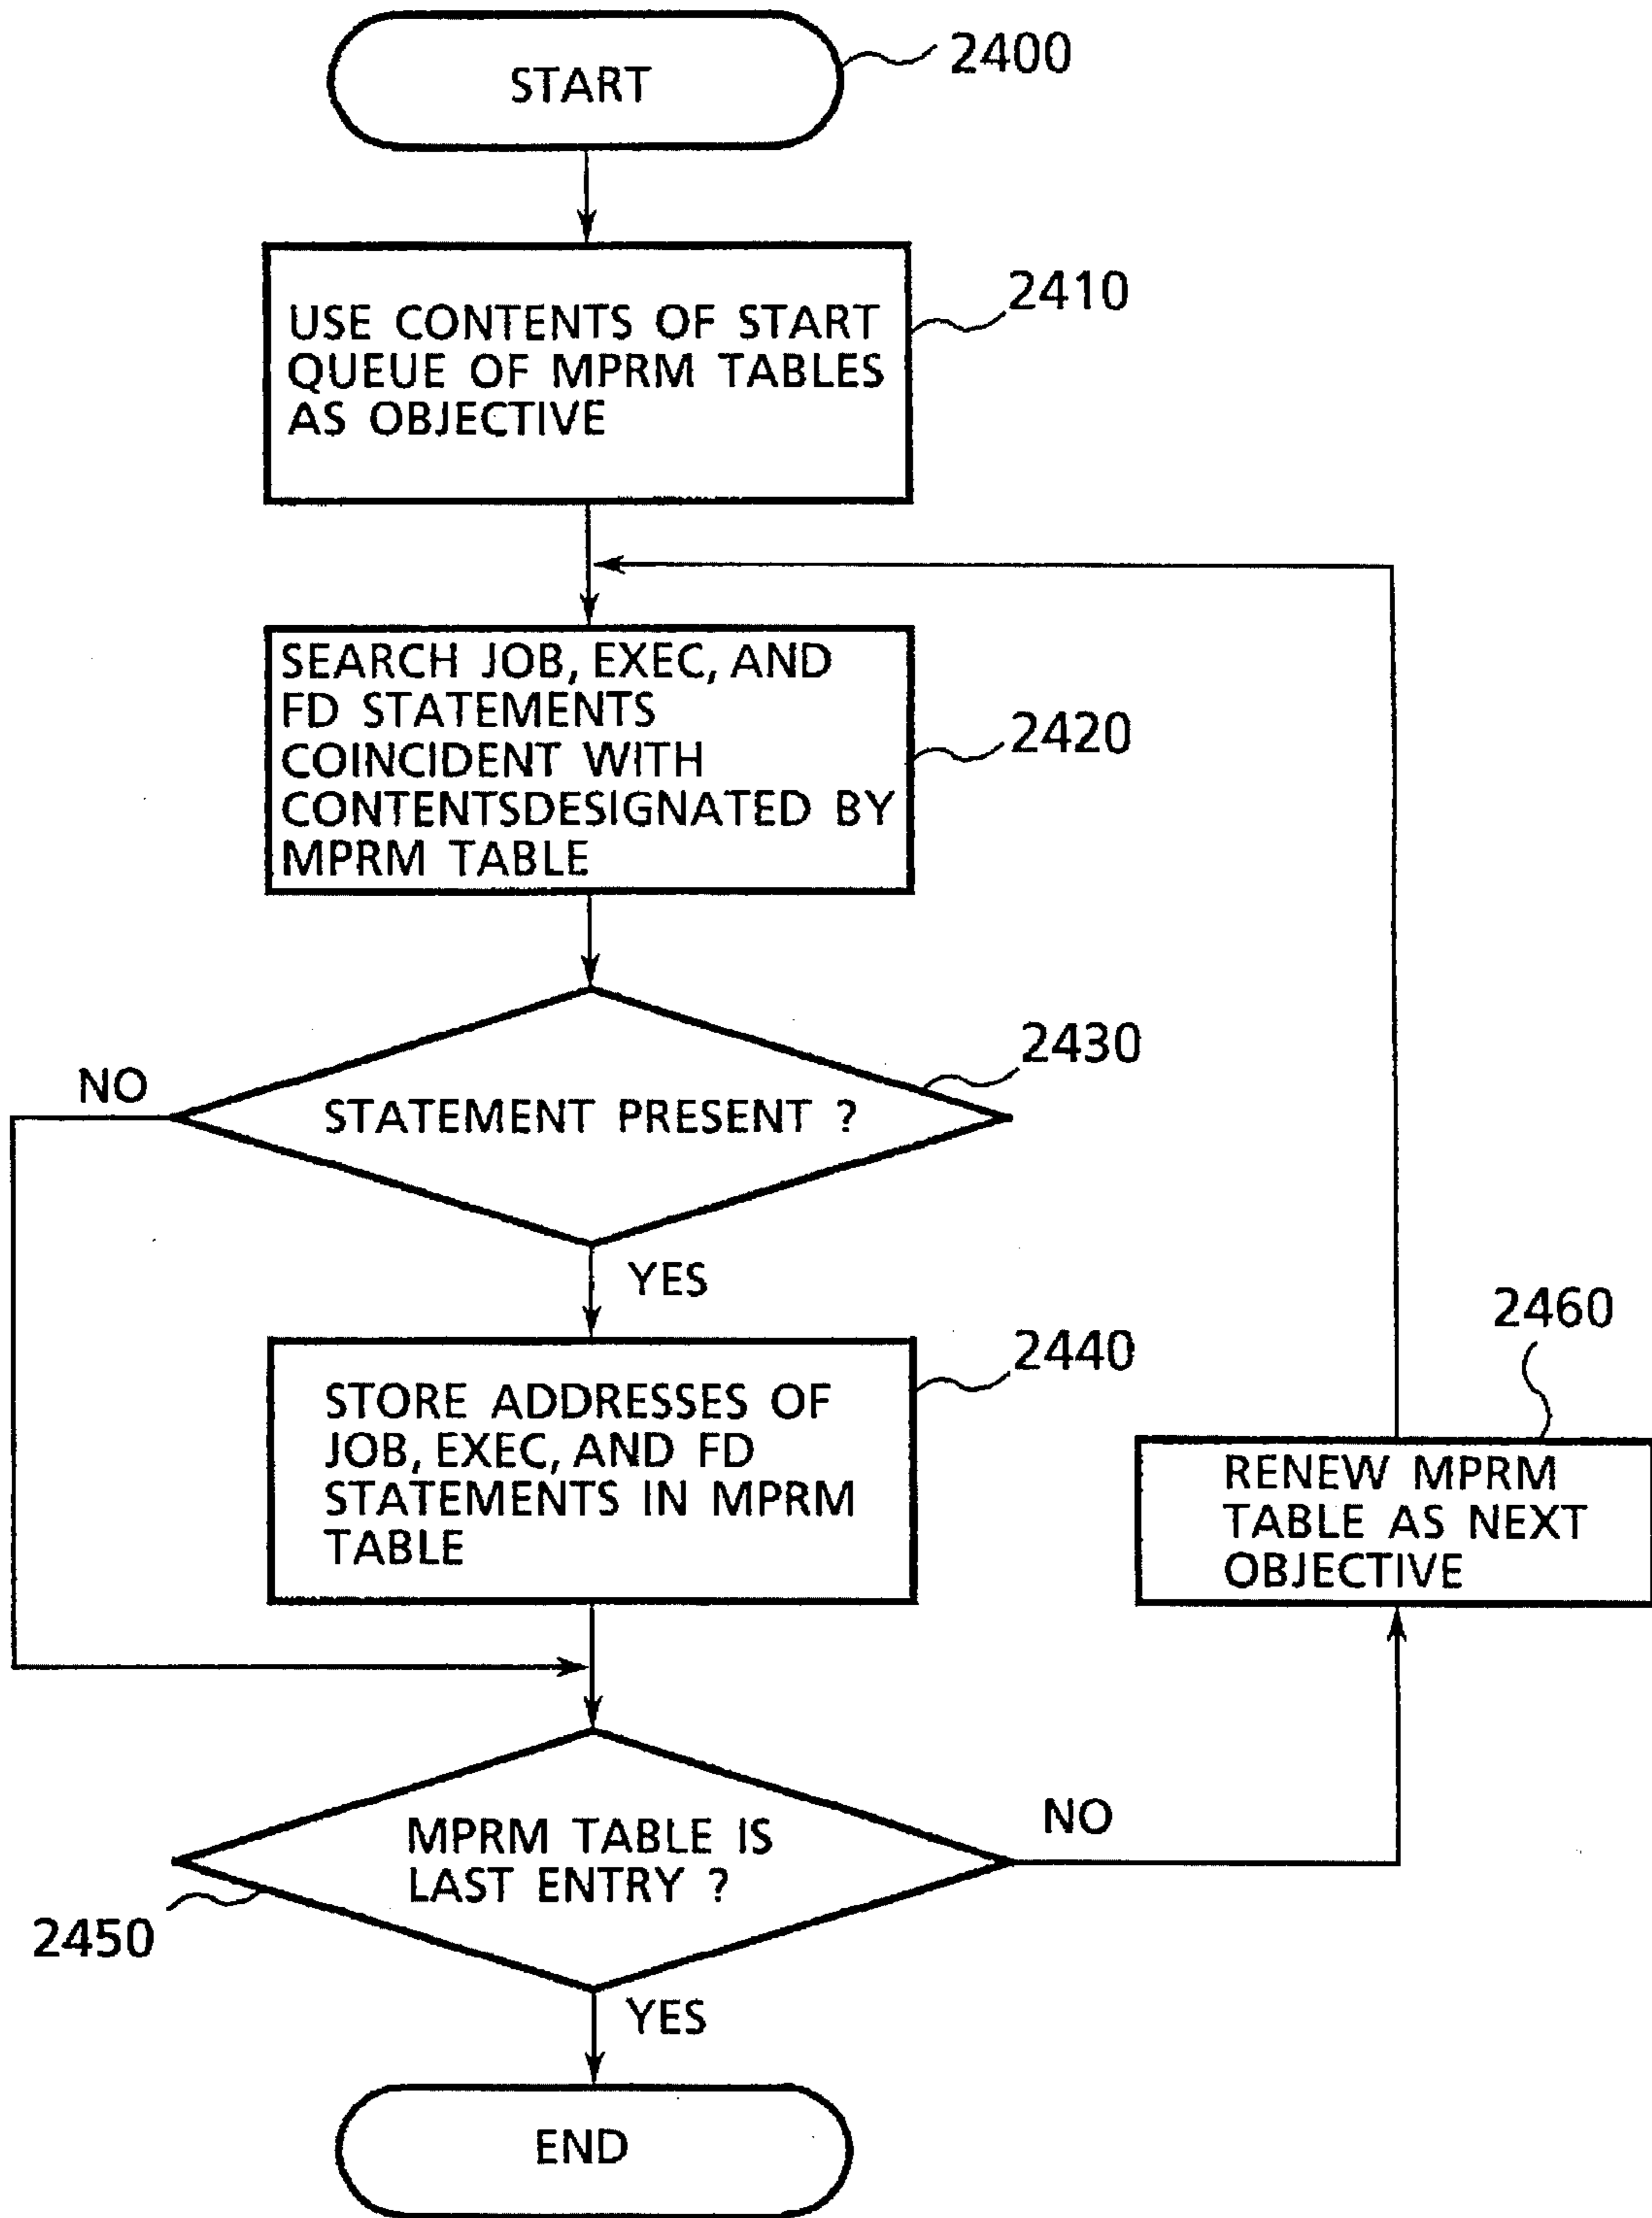 START
2400
USE CONTENTS OF START
QUEUE OF MPRM TABLES
AS OBJECTIVE
2410
SEARCH JOB, EXEC, AND
FD STATEMENTS
COINCIDENT WITH
CONTENTSDESIGNATED BY
MPRM TABLE
2420
STATEMENT PRESENT ?
2430
NO
YES
STORE ADDRESSES OF
JOB, EXEC, AND FD
STATEMENTS IN MPRM
TABLE
2440
2460
RENEW MPRM
TABLE AS NEXT
OBJECTIVE
MPRM TABLE IS
LAST ENTRY ?
NO
2450
YES
END